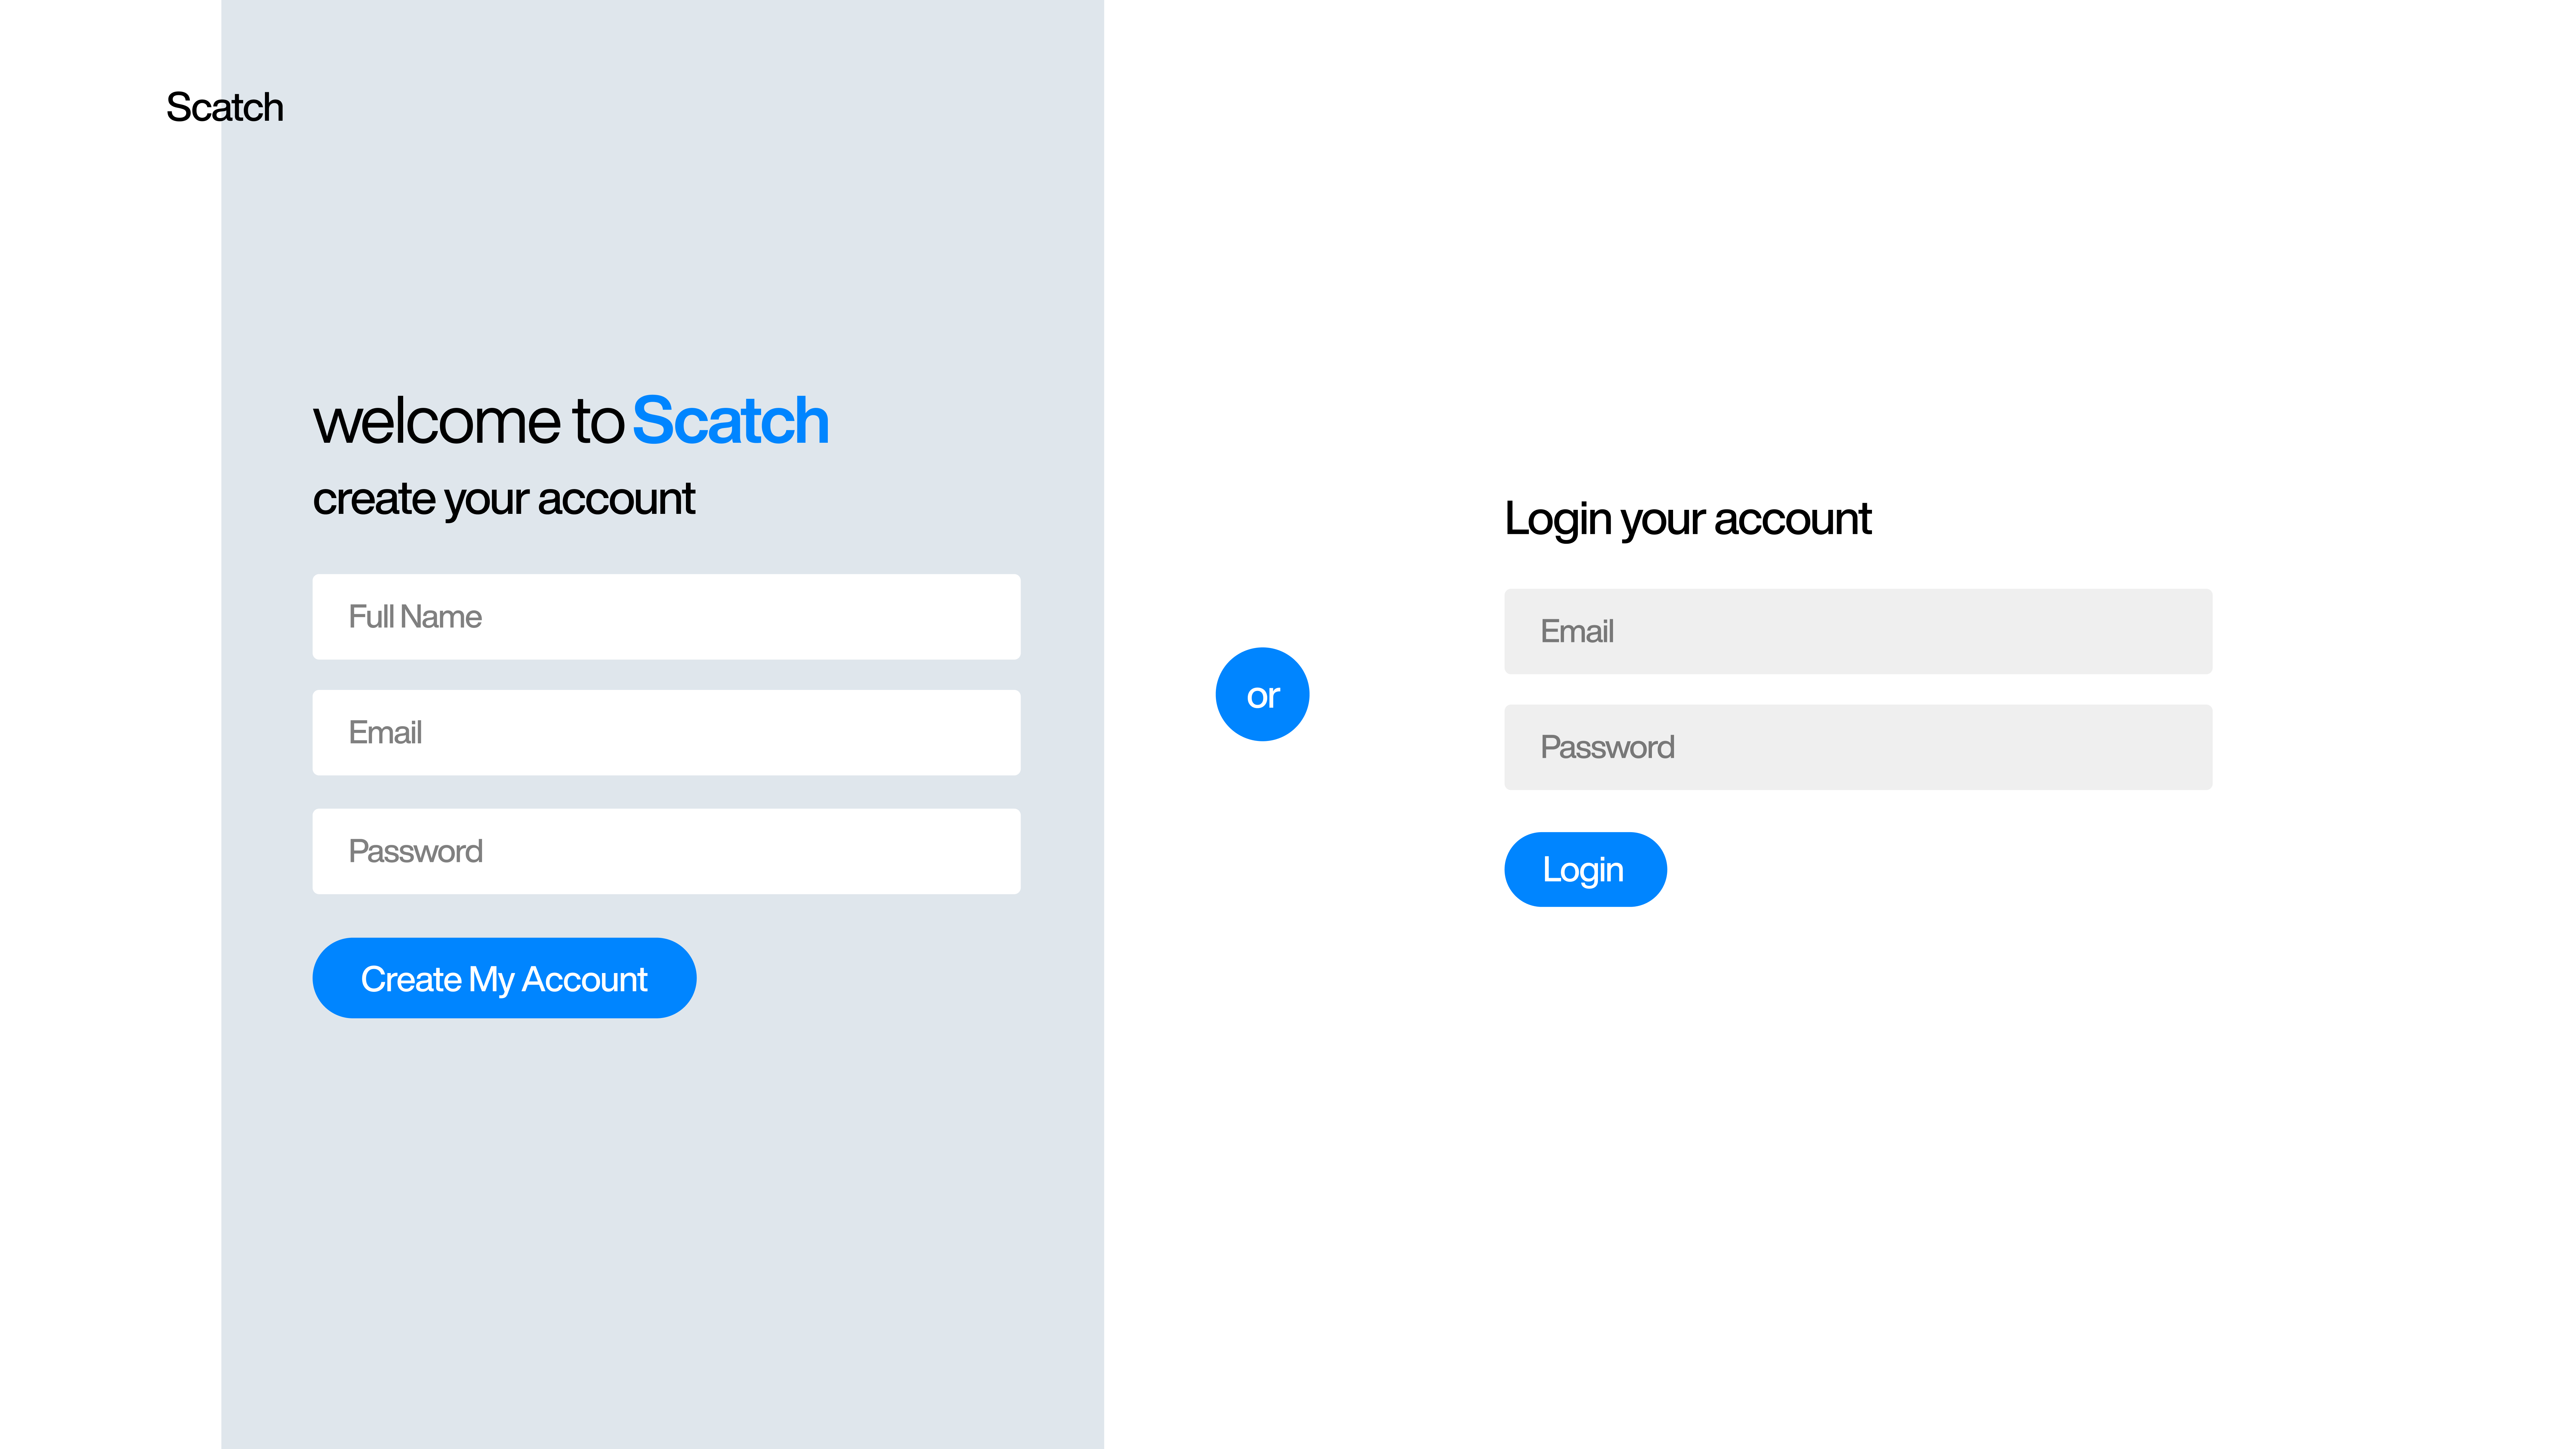 Scatch
welcome to Scatch
create your account
Full Name
Email
Password
Create My Account
or
Login your account
Email
Password
Login